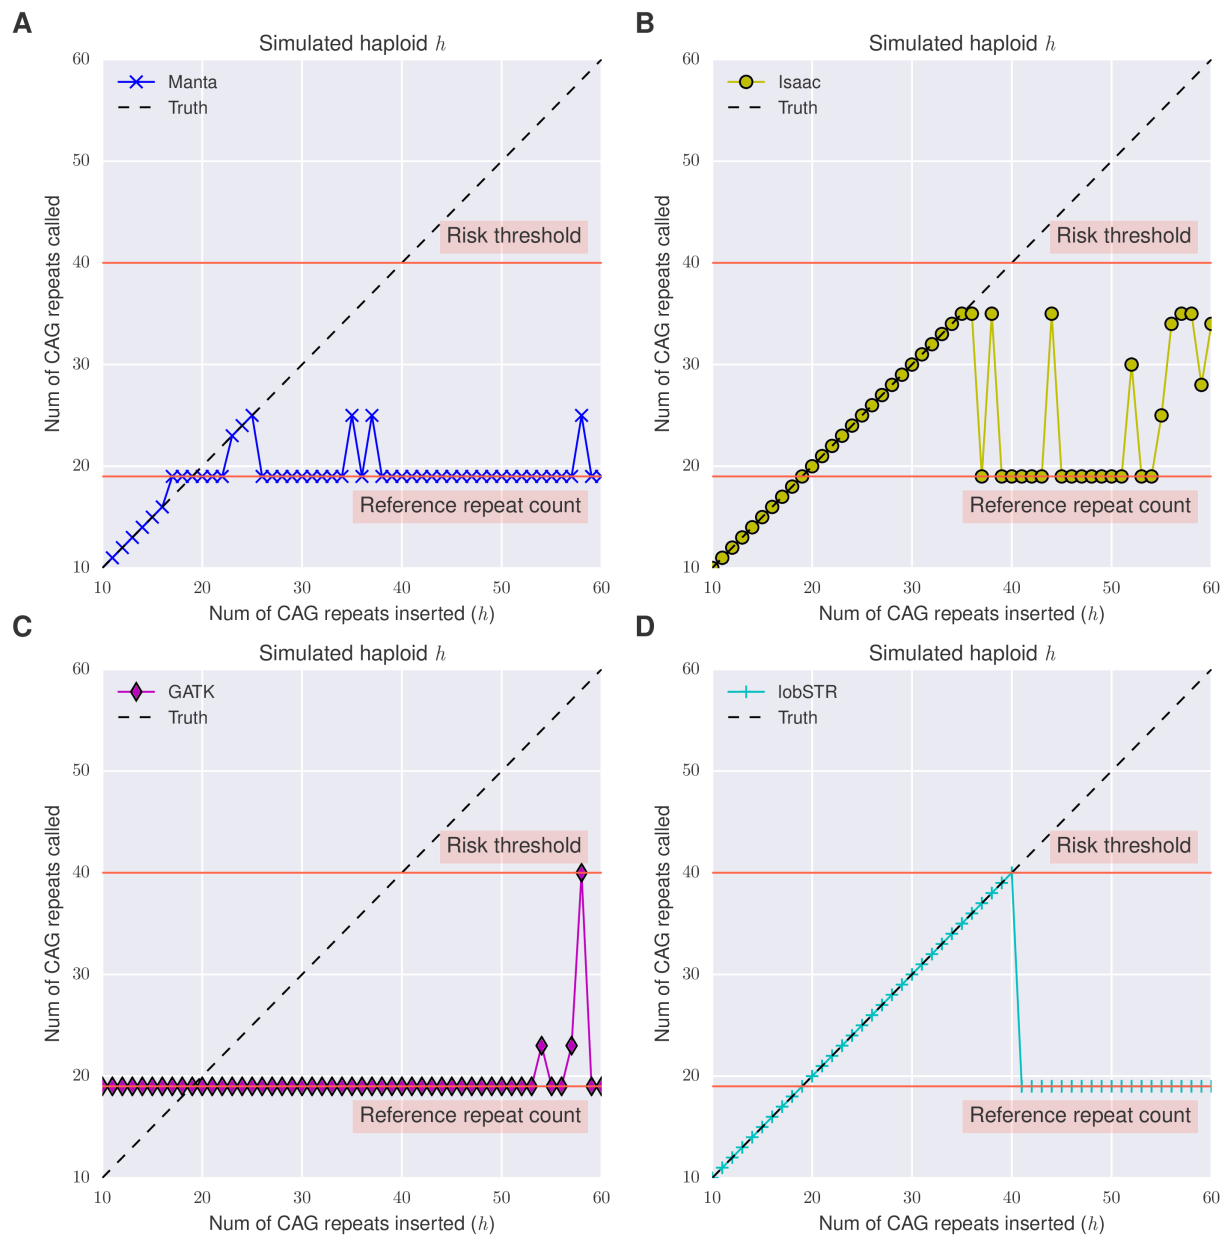 A
Simulated haploid h
Manta
Truth
60
50
40
30
20
10
Num of CAG repeats called
Risk threshold
Reference repeat count
10 20 30 40 50 60
Num of CAG repeats inserted (h)
B
Simulated haploid h
Isaac
Truth
60
50
40
30
20
10
Num of CAG repeats called
Risk threshold
Reference repeat count
10 20 30 40 50 60
Num of CAG repeats inserted (h)
C
Simulated haploid h
GATK
Truth
60
50
40
30
20
10
Num of CAG repeats called
Risk threshold
Reference repeat count
10 20 30 40 50 60
Num of CAG repeats inserted (h)
D
Simulated haploid h
lobSTR
Truth
60
50
40
30
20
10
Num of CAG repeats called
Risk threshold
Reference repeat count
10 20 30 40 50 60
Num of CAG repeats inserted (h)